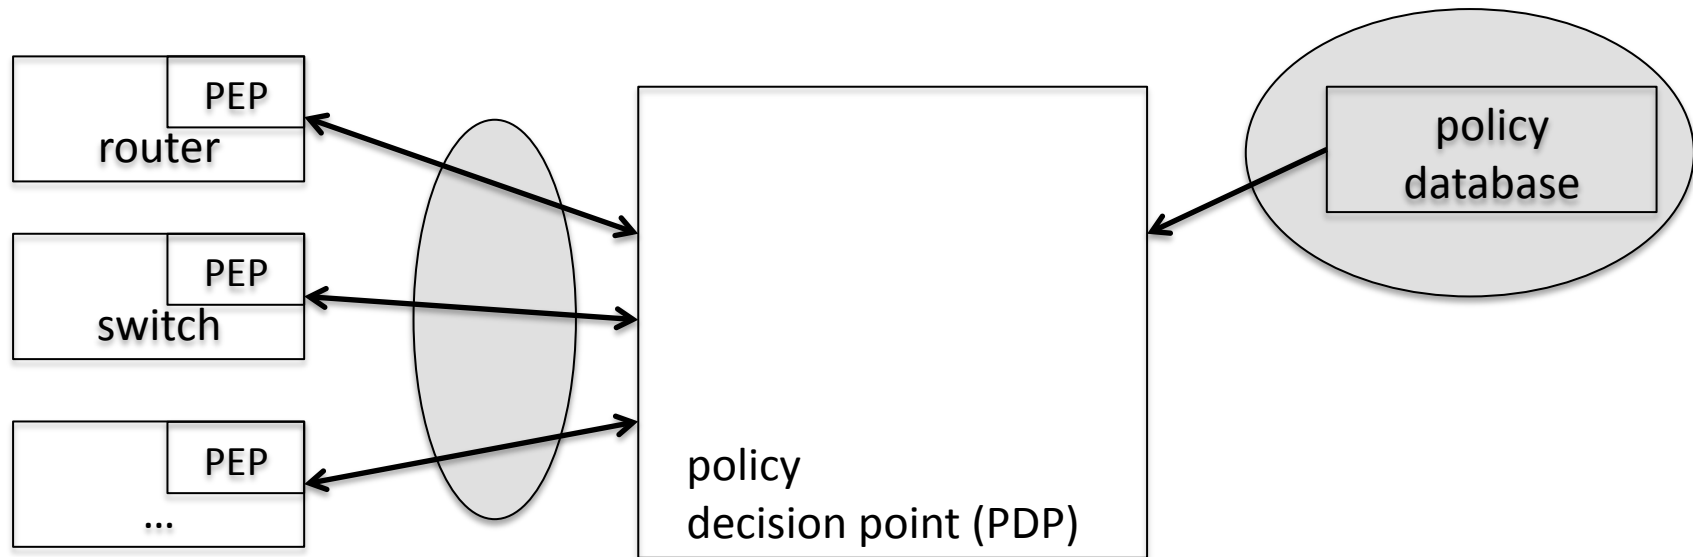 PEP
router
PEP
switch
PEP
...
policy
decision point (PDP)
policy
database